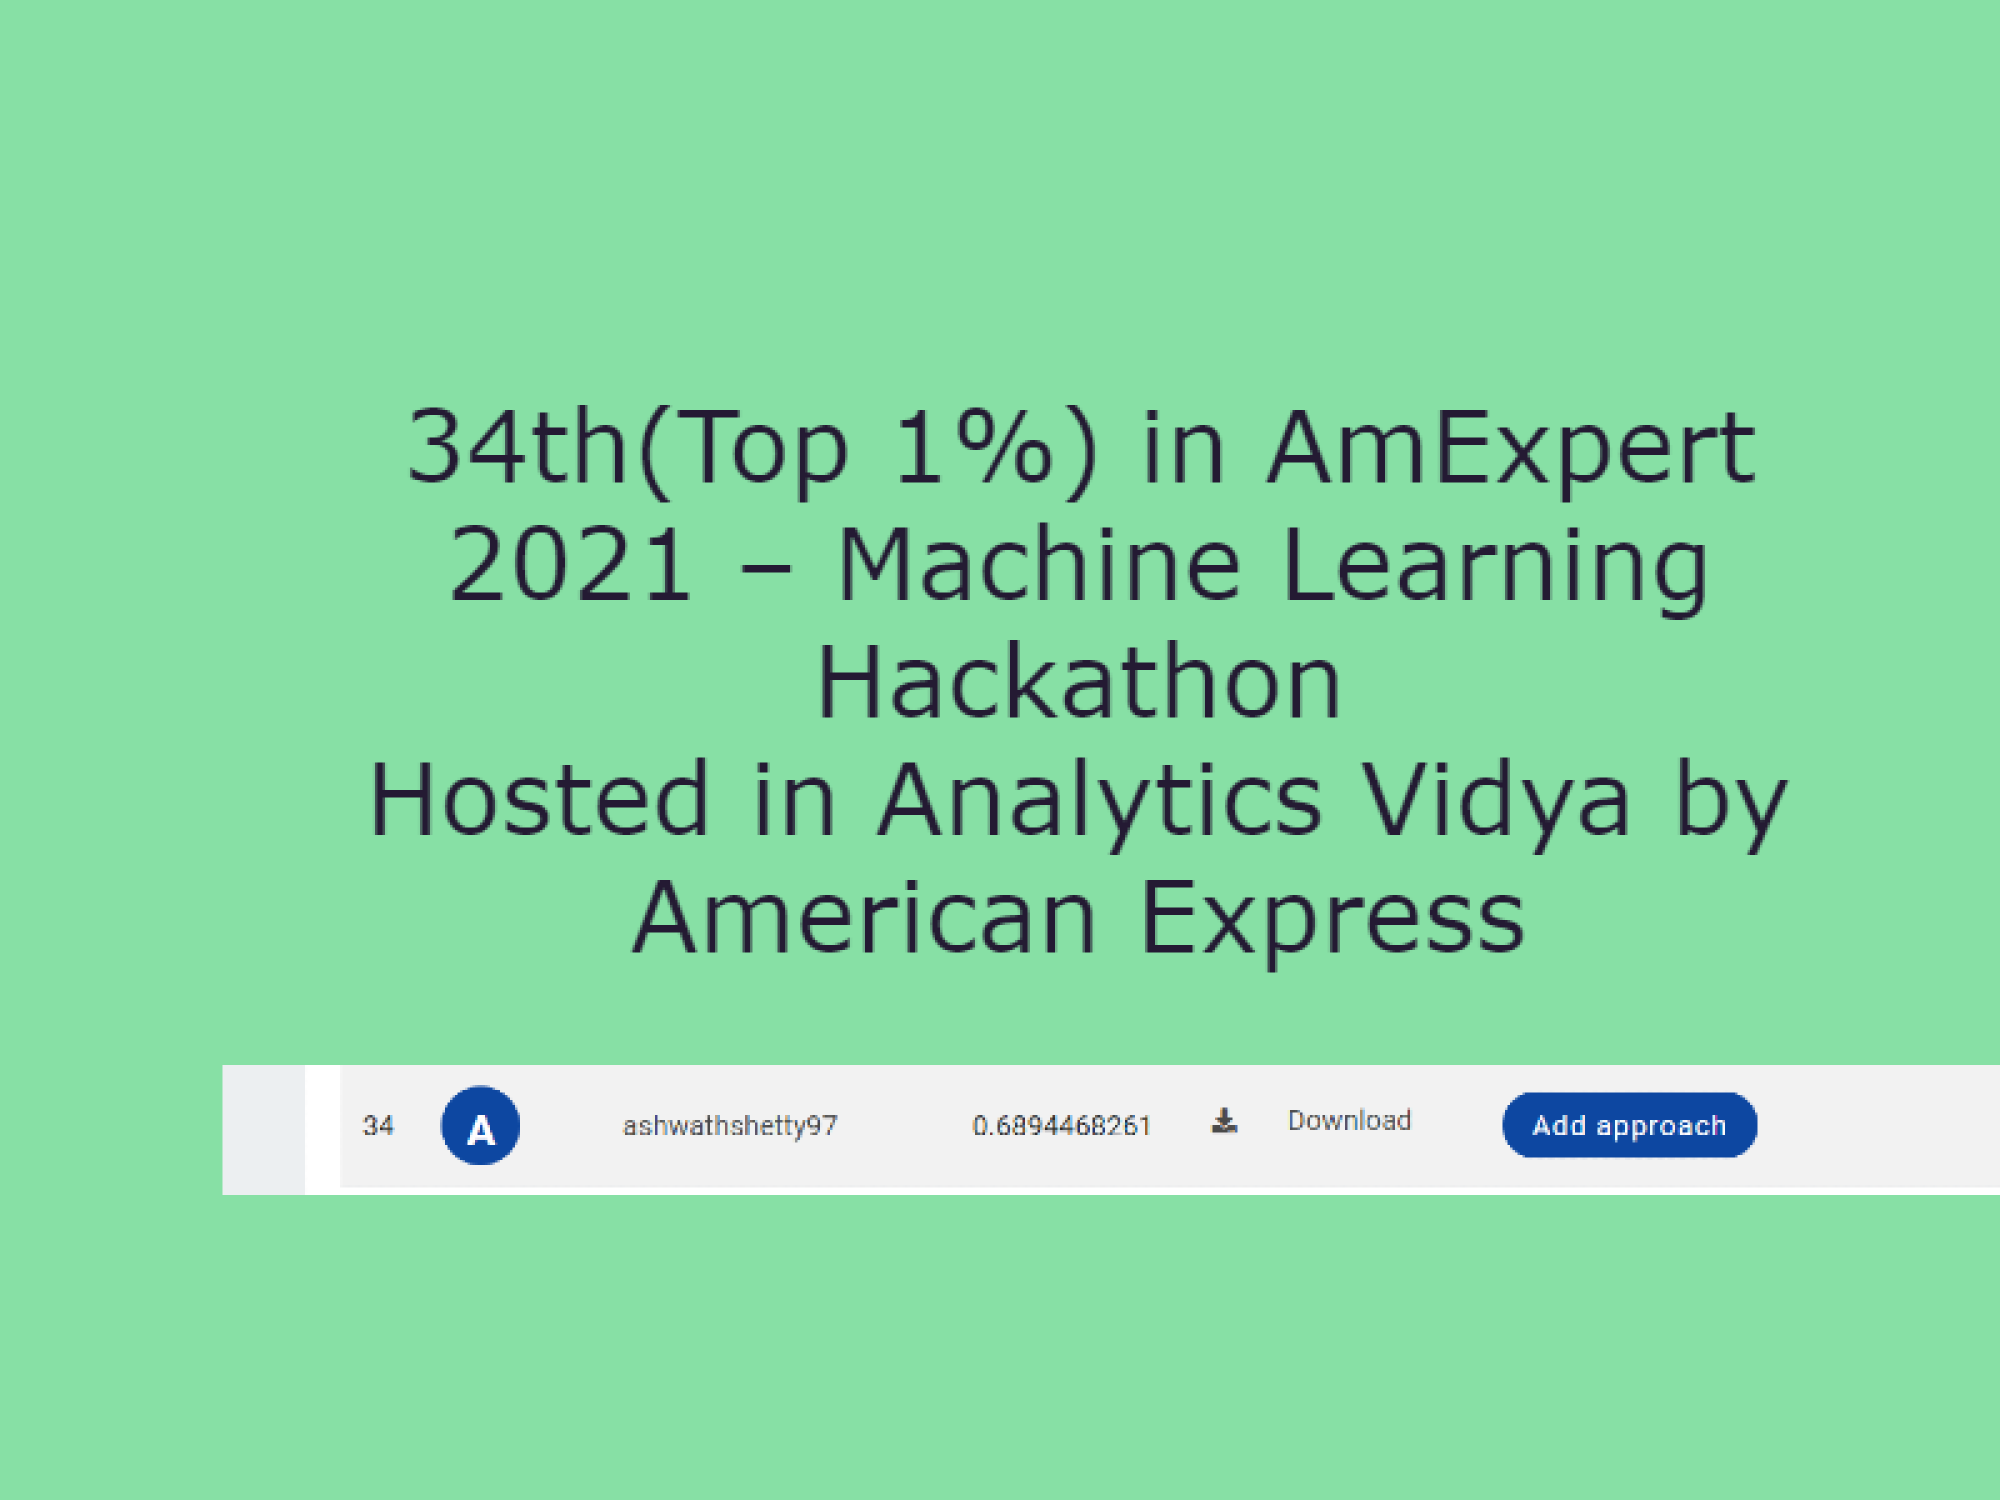 34th(Top 1%) in AmExpert
2021 – Machine Learning
Hackathon
Hosted in Analytics Vidya by
American Express
34 A ashwathshetty97 0.6894468261 Download Add approach